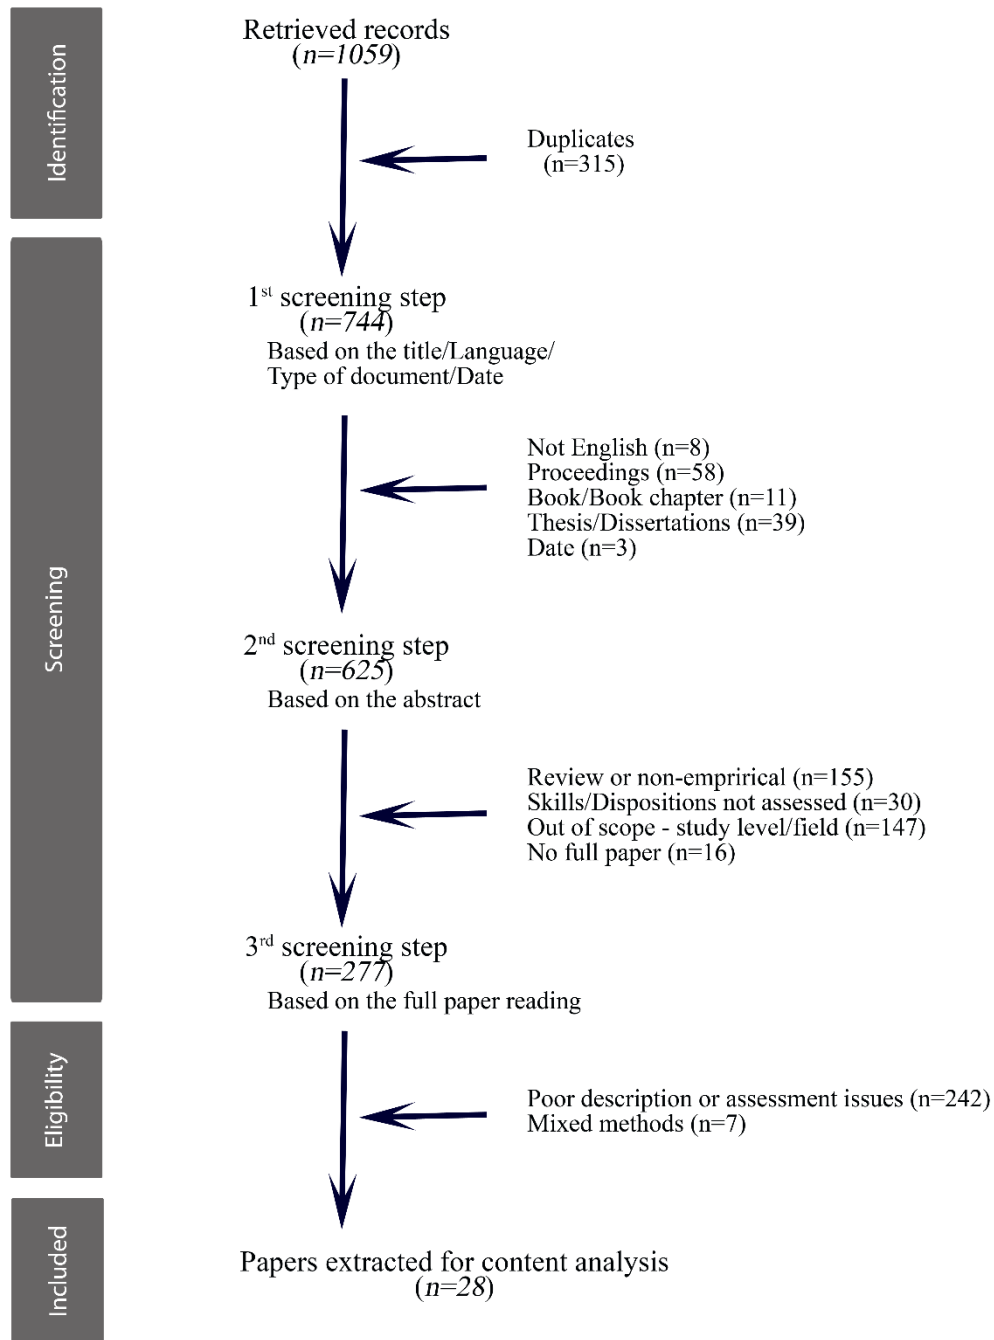 Identification
Retrieved records
(n=1059)
Duplicates
(n=315)
Screening
1st screening step
(n=744)
Based on the title/Language/
Type of document/Date
Not English (n=8)
Proceedings (n=58)
Book/Book chapter (n=11)
Thesis/Dissertations (n=39)
Date (n=3)
2nd screening step
(n=625)
Based on the abstract
Review or non-emprirical (n=155)
Skills/Dispositions not assessed (n=30)
Out of scope - study level/field (n=147)
No full paper (n=16)
3rd screening step
(n=277)
Based on the full paper reading
Eligibility
Poor description or assessment issues (n=242)
Mixed methods (n=7)
Included
Papers extracted for content analysis
(n=28)